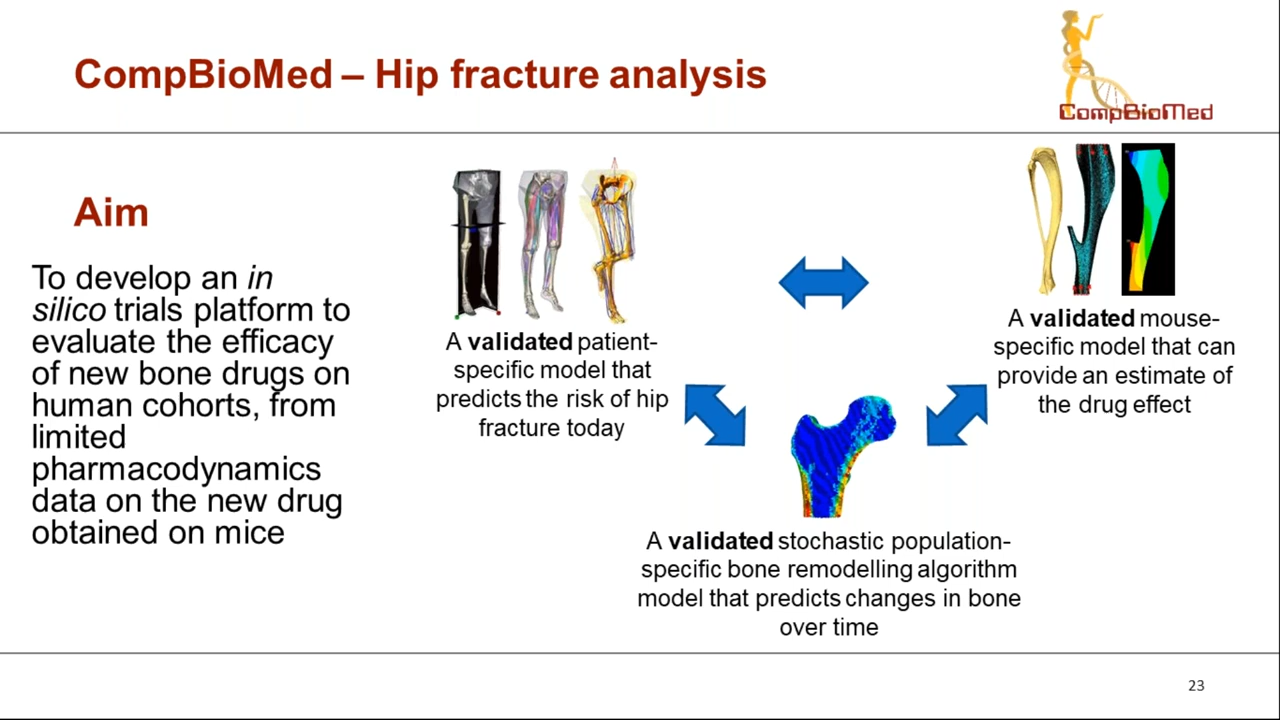 CompBioMed – Hip fracture analysis
CompBioMed
Aim
To develop an in
silico trials platform to
evaluate the efficacy
of new bone drugs on
human cohorts, from
limited
pharmacodynamics
data on the new drug
obtained on mice
A validated patient-
specific model that
predicts the risk of hip
fracture today
A validated mouse-
specific model that can
provide an estimate of
the drug effect
A validated stochastic population-
specific bone remodelling algorithm
model that predicts changes in bone
over time
23